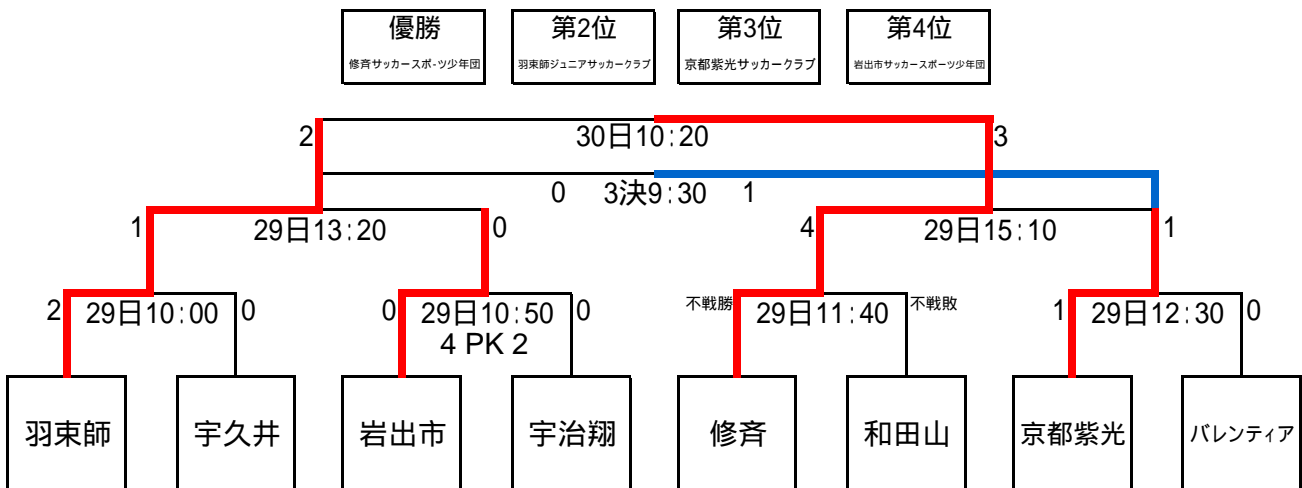 優勝 第2位 第3位 第4位
修斉サッカースポーツ少年団 羽束師ジュニアサッカークラブ 京都紫光サッカークラブ 岩出市サッカースポーツ少年団
2 30日10:20 3
0 3決9:30 1
1 29日13:20 0 4 29日15:10 1
2 29日10:00 0 0 29日10:50 0 不戦勝 29日11:40 不戦敗 1 29日12:30 0
4 PK 2
羽束師 宇久井 岩出市 宇治翔 修斉 和田山 京都紫光 バレンティア